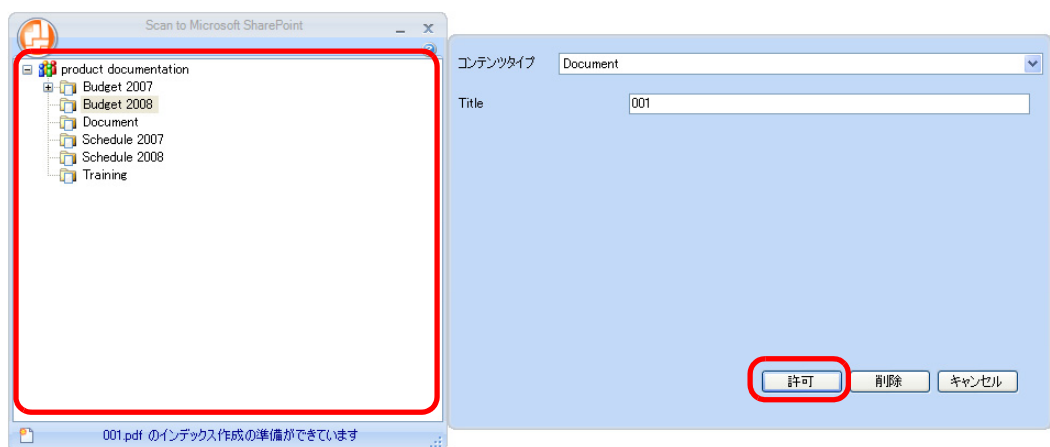 Scan to Microsoft SharePoint
product documentation
Budget 2007
Budget 2008
Document
Schedule 2007
Schedule 2008
Training
001.pdf のインデックス作成の準備ができています
コンテンツタイプ Document
Title 001
許可 削除 キャンセル